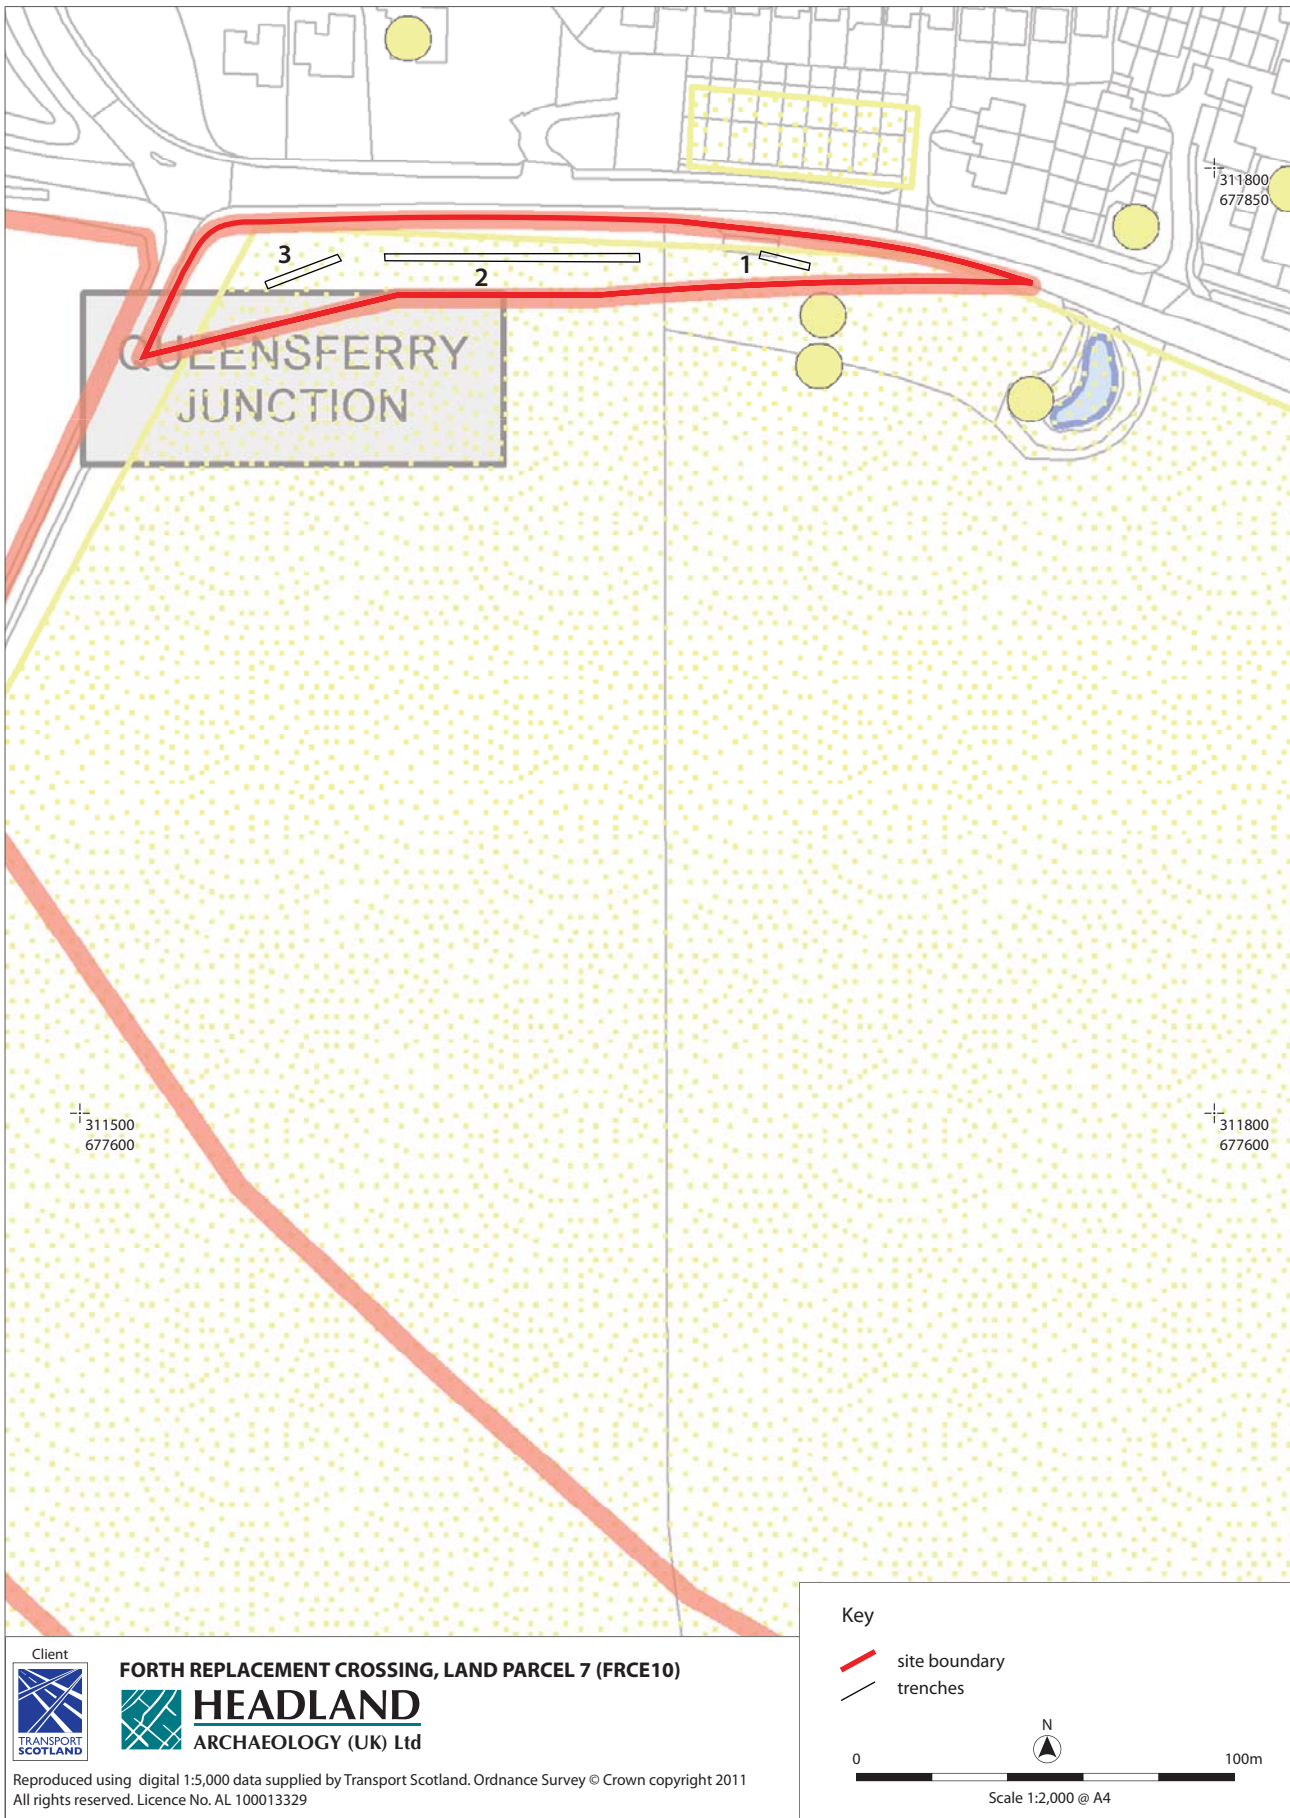 311800
677850
3
2
1
QUEENSFERRY
JUNCTION
311500
677600
311800
677600
Key
site boundary
trenches
N
0
100m
Scale 1:2,000 @ A4
Client
TRANSPORT
SCOTLAND
FORTH REPLACEMENT CROSSING, LAND PARCEL 7 (FRCE10)
HEADLAND
ARCHAEOLOGY (UK) Ltd
Reproduced using digital 1:5,000 data supplied by Transport Scotland. Ordnance Survey © Crown copyright 2011
All rights reserved. Licence No. AL 100013329